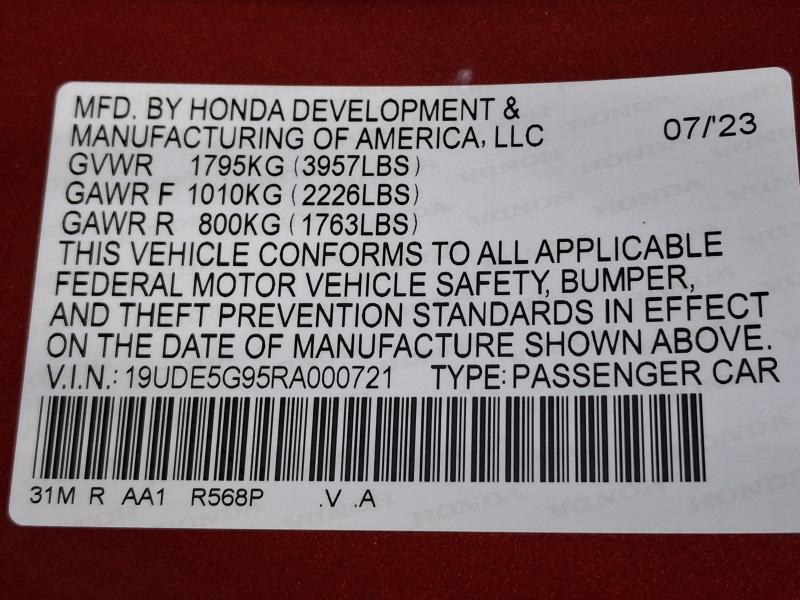 MFD. BY HONDA DEVELOPMENT &
MANUFACTURING OF AMERICA, LLC 07/'23
GVWR 1795KG (3957LBS)
GAWR F 1010KG (2226LBS)
GAWR R 800KG (1763LBS)
THIS VEHICLE CONFORMS TO ALL APPLICABLE
FEDERAL MOTOR VEHICLE SAFETY, BUMPER,
AND THEFT PREVENTION STANDARDS IN EFFECT
ON THE DATE OF MANUFACTURE SHOWN ABOVE.
V.I.N.: 19UDE5G95RA000721 TYPE: PASSENGER CAR
31M R AA1 R568P .V .A